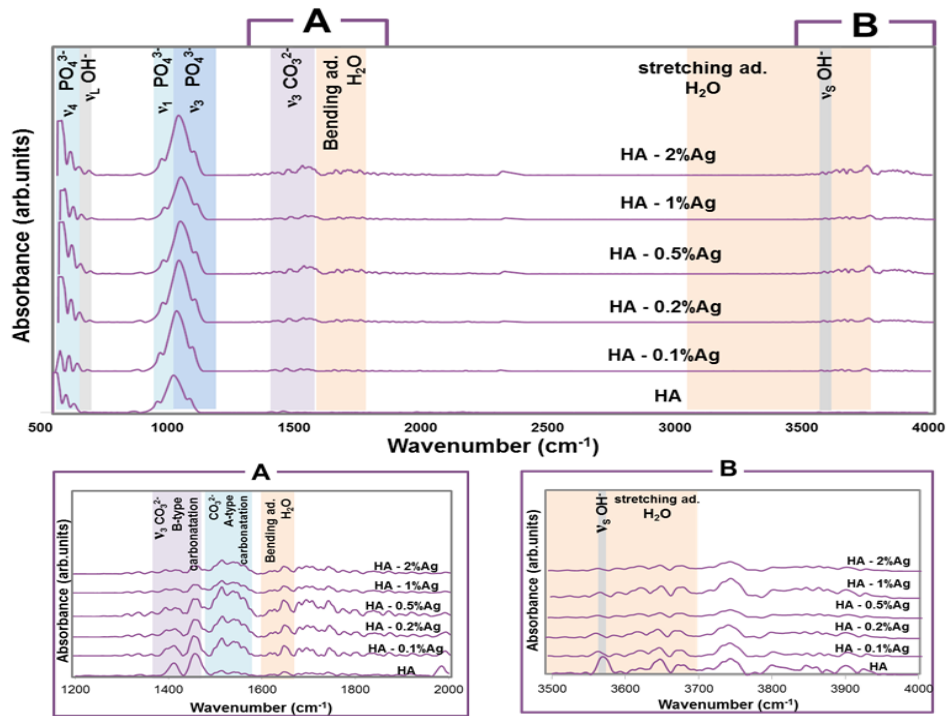 A
B
Absorbance (arb.units)
ν4 PO4 3-
νL OH-
ν1 PO4 3-
ν3 PO4 3-
ν3 CO3 2-
Bending ad.
H2O
stretching ad.
H2O
νS OH-
HA - 2%Ag
HA - 1%Ag
HA - 0.5%Ag
HA - 0.2%Ag
HA - 0.1%Ag
HA
500 1000 1500 2000 2500 3000 3500 4000
Wavenumber (cm-1)
A
Absorbance (arb.units)
ν3 CO3 2-
B-type
carbonatation
CO3 2-
A-type
carbonatation
Bending ad.
H2O
HA - 2%Ag
HA - 1%Ag
HA - 0.5%Ag
HA - 0.2%Ag
HA - 0.1%Ag
HA
1200 1400 1600 1800 2000
Wavenumber (cm-1)
B
Absorbance (arb.units)
νS OH-
stretching ad.
H2O
HA - 2%Ag
HA - 1%Ag
HA - 0.5%Ag
HA - 0.2%Ag
HA - 0.1%Ag
HA
3500 3600 3700 3800 3900 4000
Wavenumber (cm-1)